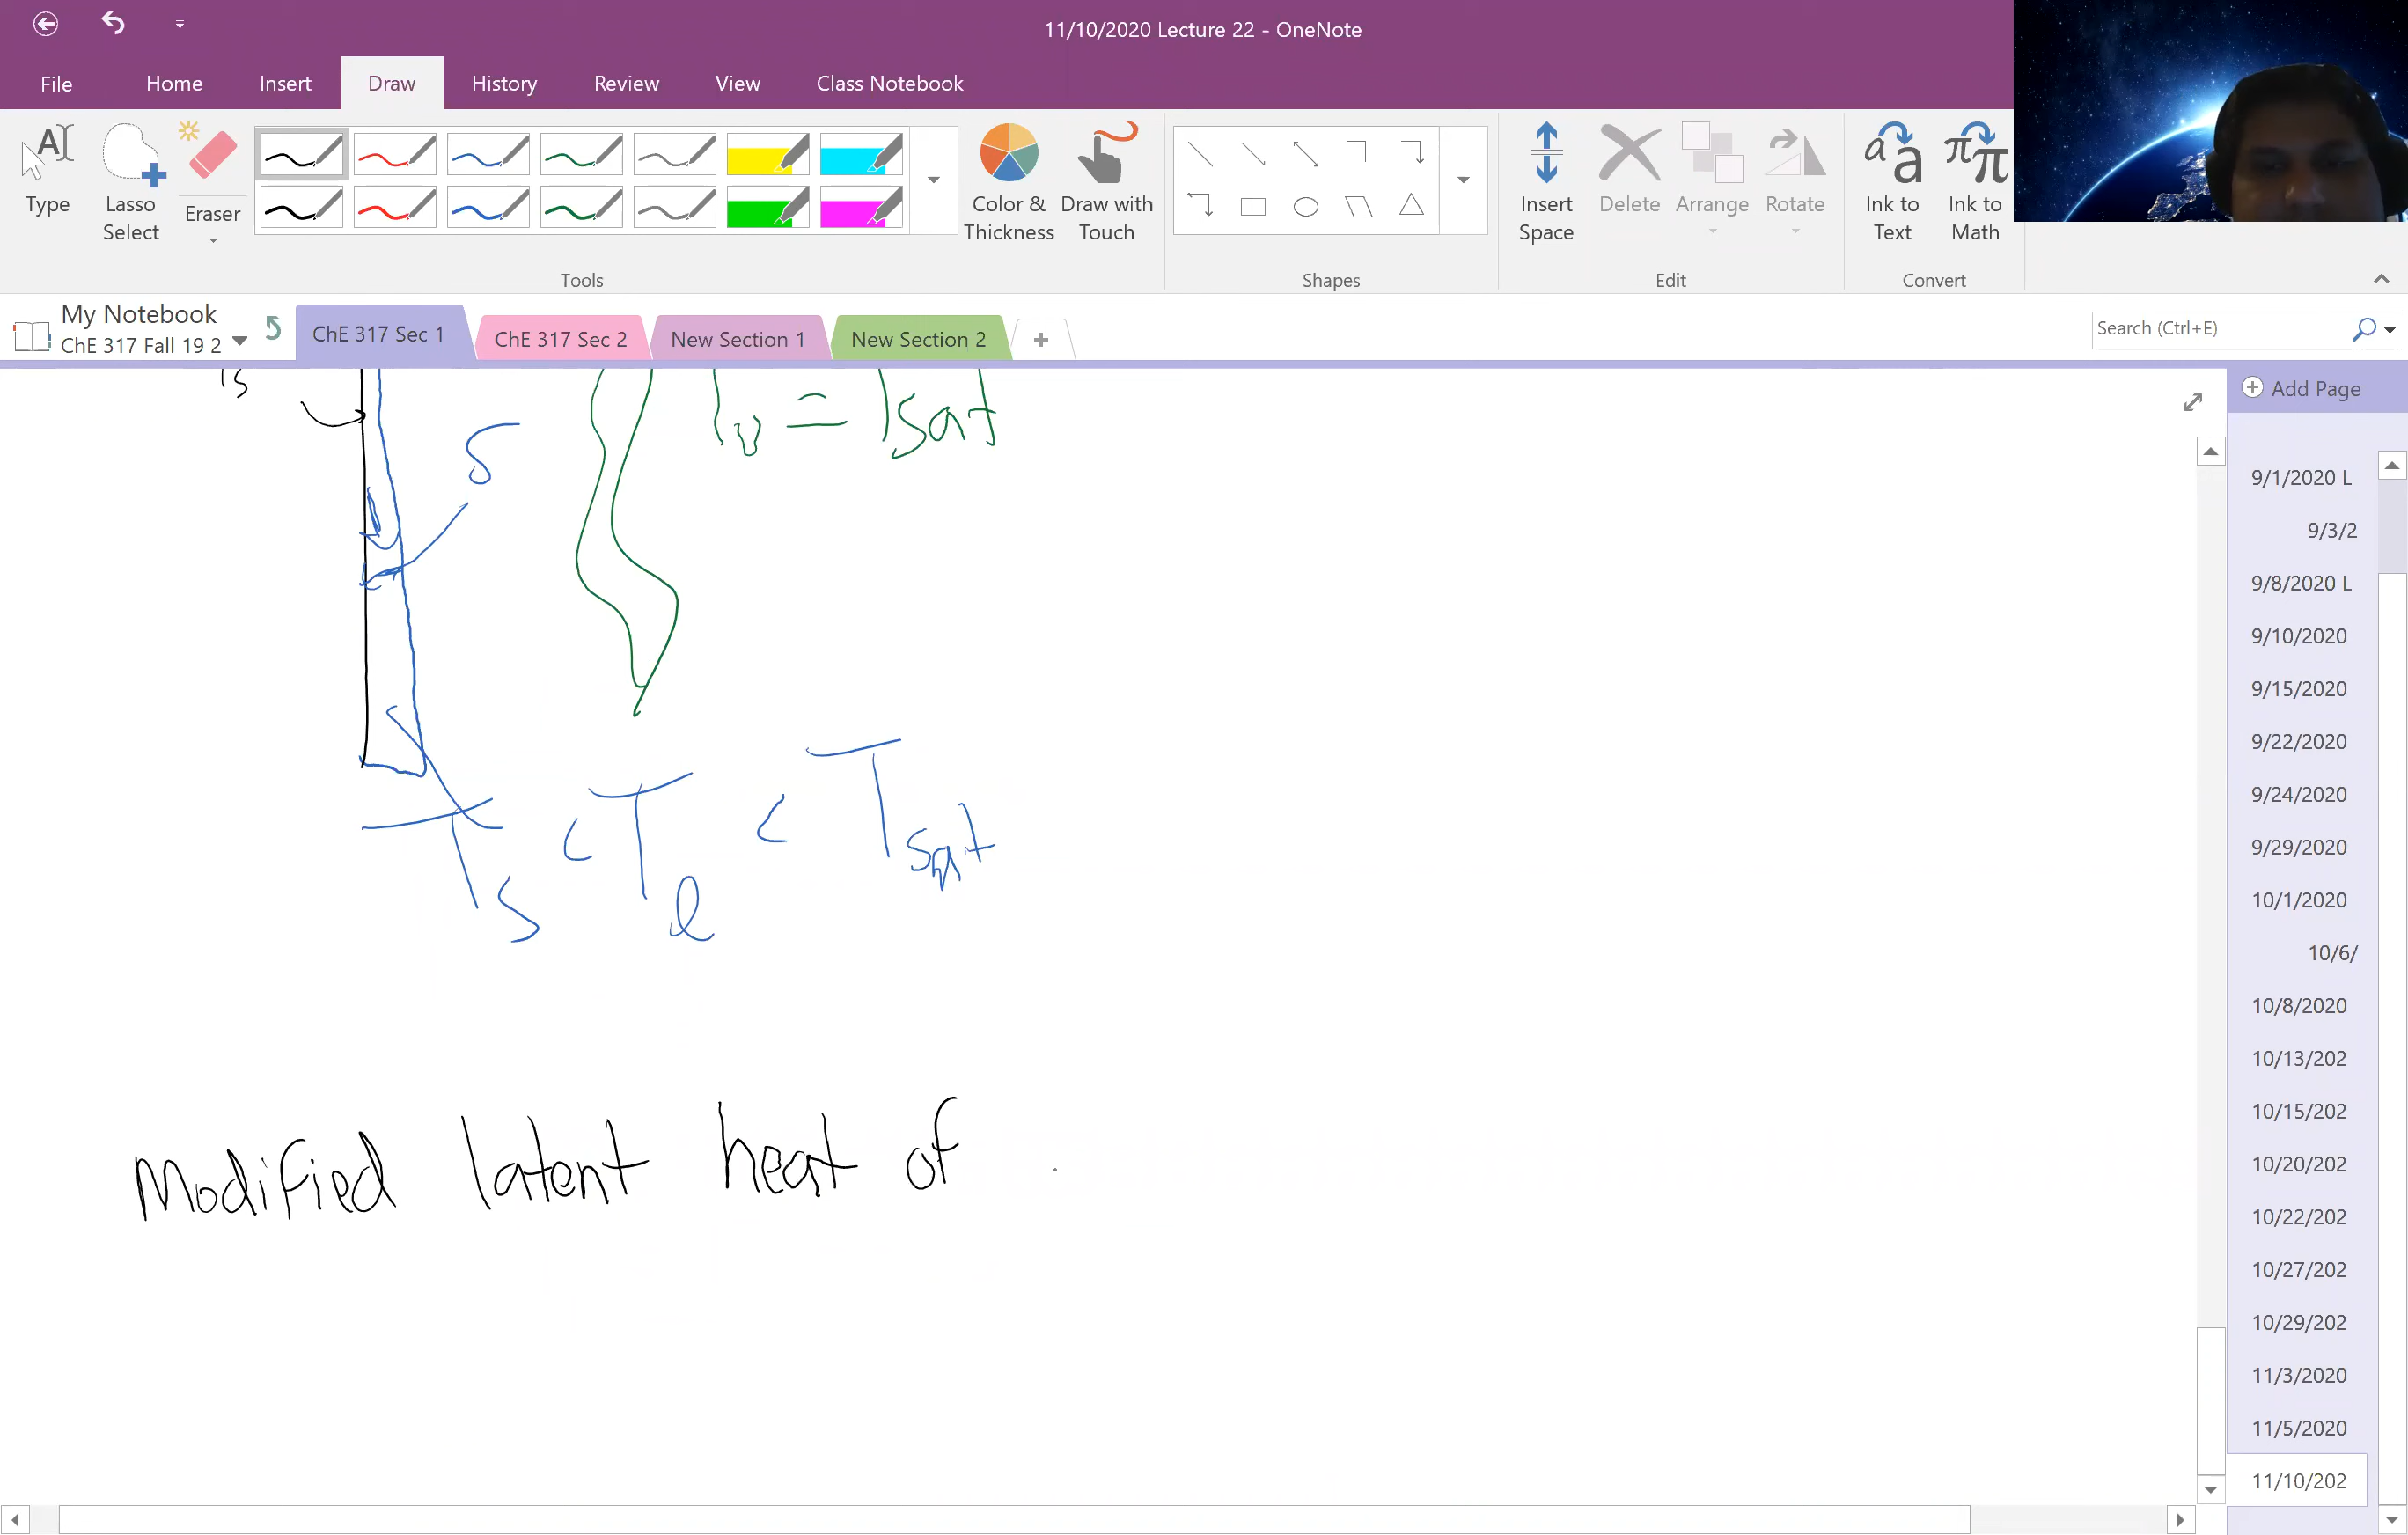 11/10/2020 Lecture 22 - OneNote
File Home Insert Draw History Review View Class Notebook
Type
Lasso Select
Eraser
Color & Thickness
Draw with Touch
Insert Space
Delete
Arrange
Rotate
Ink to Text
Ink to Math
Tools
Shapes
Edit
Convert
My Notebook
ChE 317 Fall 19 2
ChE 317 Sec 1
ChE 317 Sec 2
New Section 1
New Section 2
+
Search (Ctrl+E)
Add Page
Tv = Tsat
δ
Ts < Tl < Tsat
Modified latent heat of
9/1/2020 L
9/3/2
9/8/2020 L
9/10/2020
9/15/2020
9/22/2020
9/24/2020
9/29/2020
10/1/2020
10/6/
10/8/2020
10/13/202
10/15/202
10/20/202
10/22/202
10/27/202
10/29/202
11/3/2020
11/5/2020
11/10/202